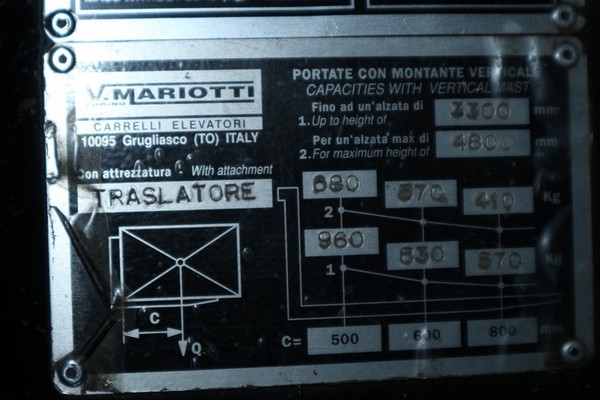 V.MARIOTTI
TORINO
CARRELLI ELEVATORI
10095 Grugliasco (TO) ITALY
Con attrezzatura With attachment
TRASLATORE
PORTATE CON MONTANTE VERTICALE
CAPACITIES WITH VERTICAL MAST
Fino ad un'alzata di
1. Up to height of
3300 mm
Per un'alzata max di
2. For maximum height of
4800 mm
680 570 410 Kg
2
960 830 570 Kg
1
C
Q
C= 500 600 800 mm